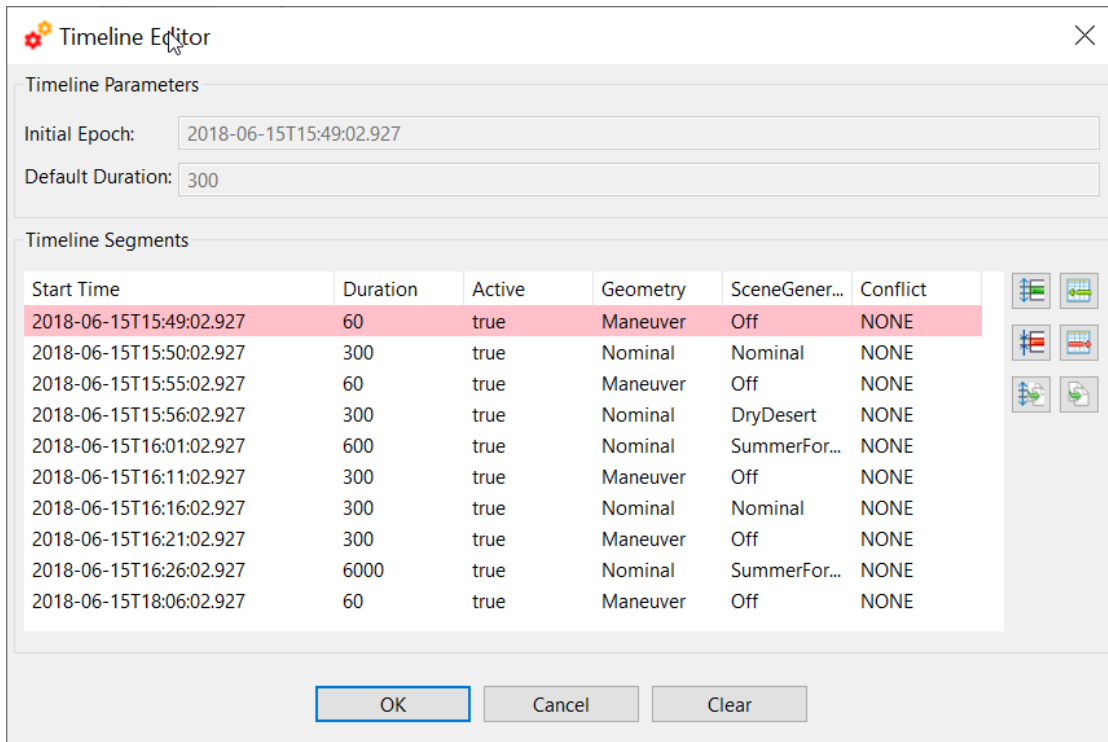 Timeline Editor
Timeline Parameters
Initial Epoch: 2018-06-15T15:49:02.927
Default Duration: 300
Timeline Segments
Start Time Duration Active Geometry SceneGener... Conflict
2018-06-15T15:49:02.927 60 true Maneuver Off NONE
2018-06-15T15:50:02.927 300 true Nominal Nominal NONE
2018-06-15T15:55:02.927 60 true Maneuver Off NONE
2018-06-15T15:56:02.927 300 true Nominal DryDesert NONE
2018-06-15T16:01:02.927 600 true Nominal SummerFor... NONE
2018-06-15T16:11:02.927 300 true Maneuver Off NONE
2018-06-15T16:16:02.927 300 true Nominal Nominal NONE
2018-06-15T16:21:02.927 300 true Maneuver Off NONE
2018-06-15T16:26:02.927 6000 true Nominal SummerFor... NONE
2018-06-15T18:06:02.927 60 true Maneuver Off NONE
OK Cancel Clear